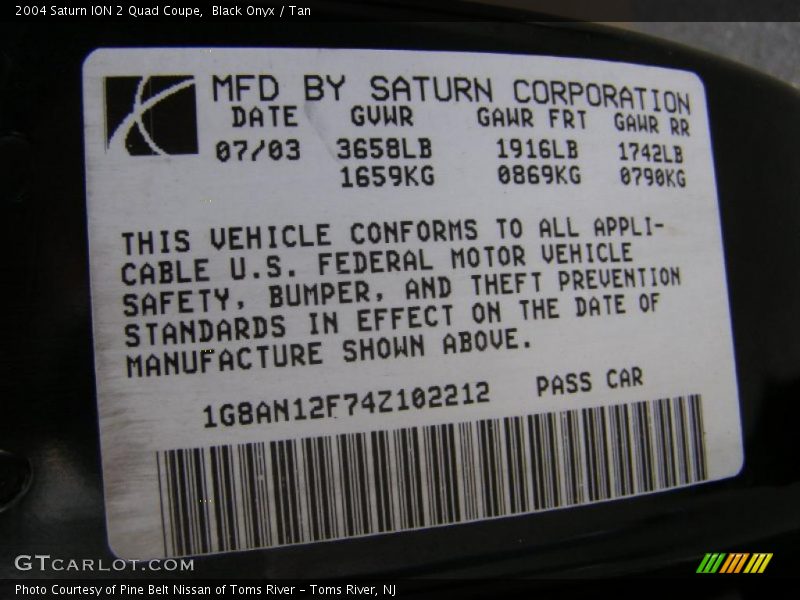 2004 Saturn ION 2 Quad Coupe,  Black Onyx / Tan
MFD BY SATURN CORPORATION
DATE GVWR GAWR FRT GAWR RR
07/03 3658LB 1916LB 1742LB
1659KG 0869KG 0790KG
THIS VEHICLE CONFORMS TO ALL APPLI-
CABLE U.S. FEDERAL MOTOR VEHICLE
SAFETY, BUMPER, AND THEFT PREVENTION
STANDARDS IN EFFECT ON THE DATE OF
MANUFACTURE SHOWN ABOVE.
1G8AN12F74Z102212 PASS CAR
GTCARLOT.COM
Photo Courtesy of Pine Belt Nissan of Toms River - Toms River, NJ